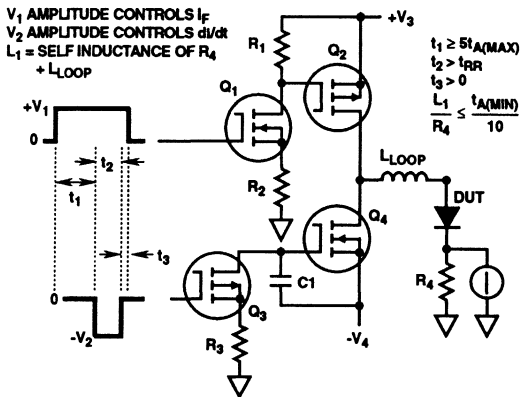 V1 AMPLITUDE CONTROLS IF
V2 AMPLITUDE CONTROLS di/dt
L1 = SELF INDUCTANCE OF R4
+ LLOOP
+V3
R1
Q2
t1 ≥ 5tA(MAX)
t2 > tRR
t3 > 0
L1/R4 ≤ tA(MIN)/10
Q1
+V1
0
t2
t1
R2
LLOOP
DUT
Q4
t3
0
C1
R4
Q3
-V2
R3
-V4